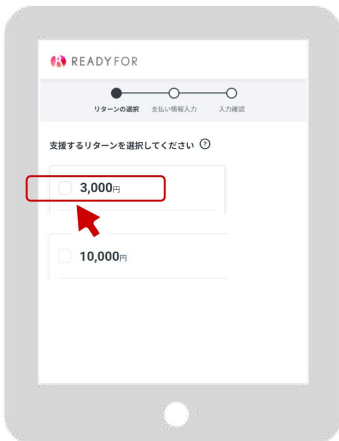 READYFOR
リターンの選択 支払い情報入力 入力確認
支援するリターンを選択してください ?
3,000円
10,000円